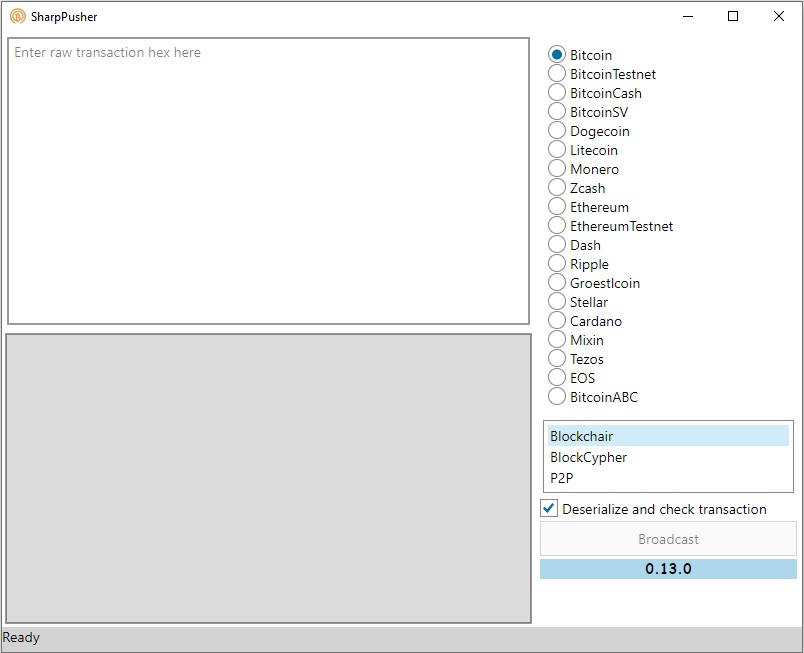 SharpPusher
Enter raw transaction hex here
Bitcoin
BitcoinTestnet
BitcoinCash
BitcoinSV
Dogecoin
Litecoin
Monero
Zcash
Ethereum
EthereumTestnet
Dash
Ripple
Groestlcoin
Stellar
Cardano
Mixin
Tezos
EOS
BitcoinABC
Blockchair
BlockCypher
P2P
Deserialize and check transaction
Broadcast
0.13.0
Ready